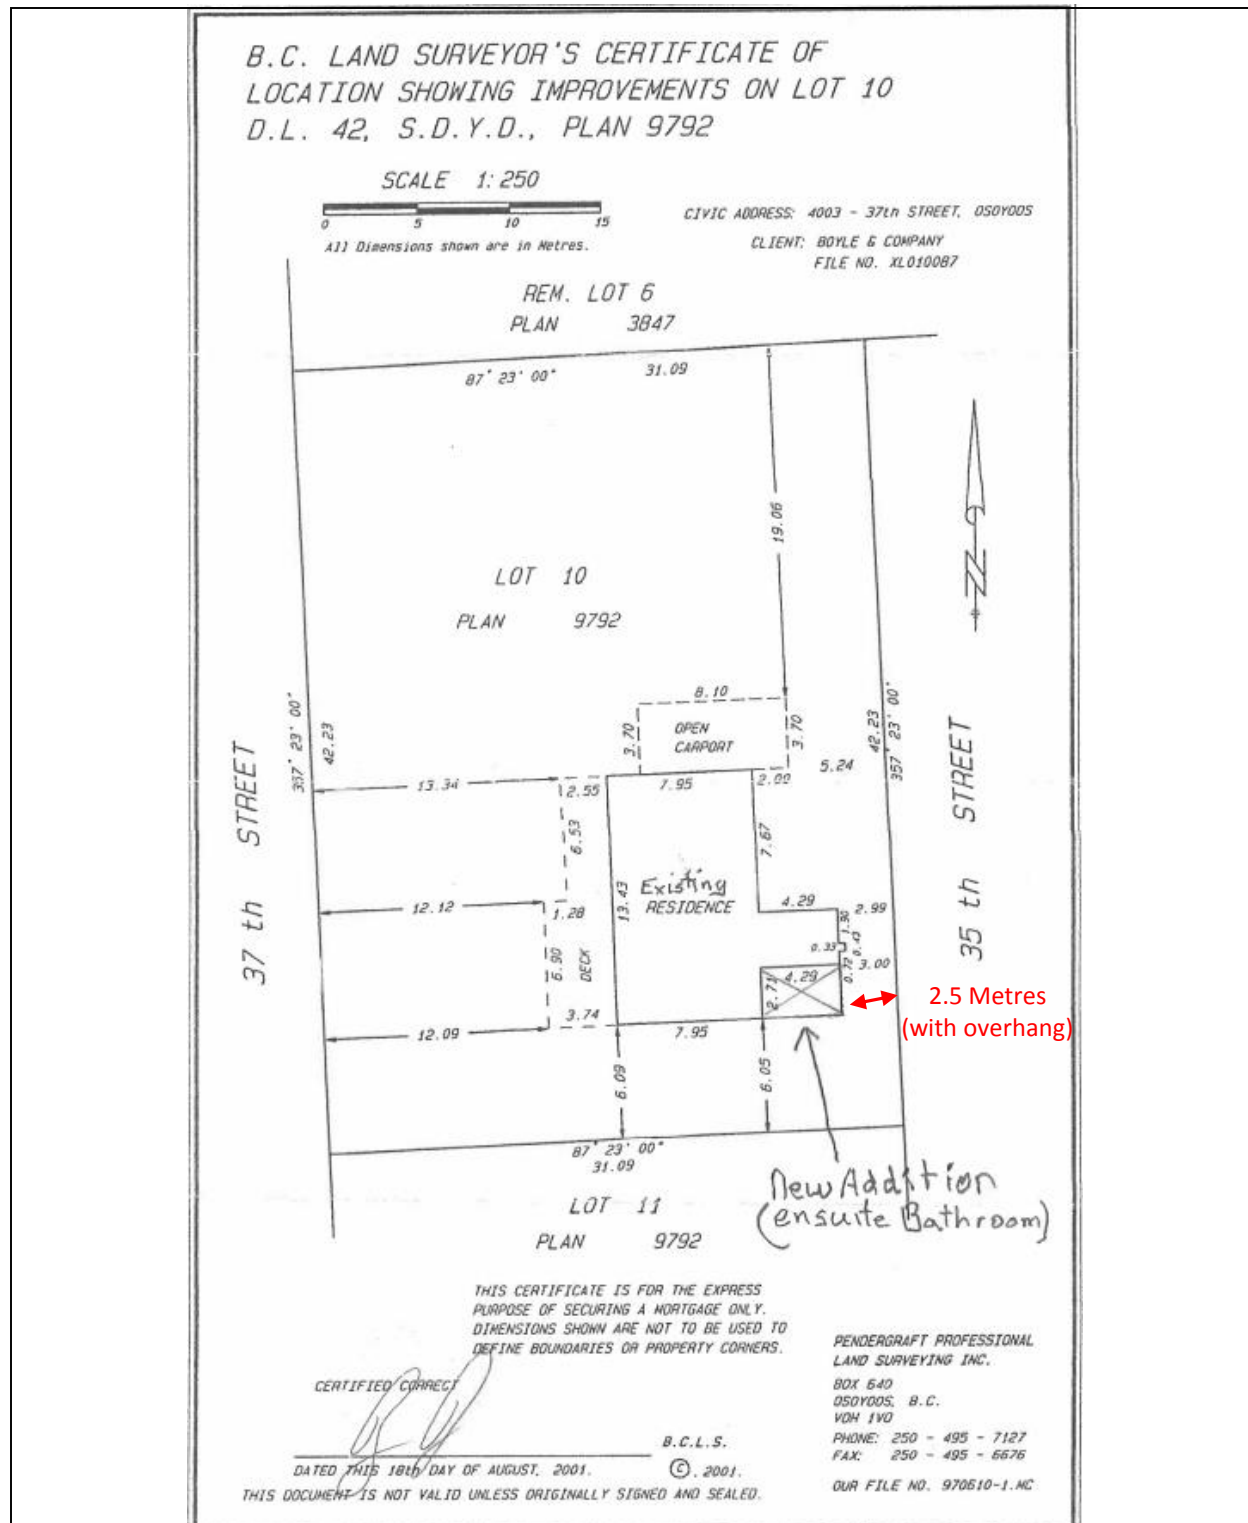 B.C. LAND SURVEYOR'S CERTIFICATE OF
LOCATION SHOWING IMPROVEMENTS ON LOT 10
D.L. 42, S.D.Y.D., PLAN 9792
SCALE 1:250
0 5 10 15
All Dimensions shown are in Metres.
CIVIC ADDRESS: 4003 - 37th STREET, OSOYOOS
CLIENT: BOYLE & COMPANY
FILE NO. XL010087
REM. LOT 6
PLAN 3847
87° 23' 00"
31.09
19.06
N
LOT 10
PLAN 9792
37 th STREET
357° 23' 00"
42.23
8.10
3.70
OPEN
CARPORT
3.70
42.23
357° 23' 00"
35 th STREET
5.24
13.34
2.55
7.95
2.00
6.53
7.67
13.43
Existing
RESIDENCE
12.12
1.28
4.29
2.99
1.90
0.33
0.43
0.72
3.00
6.90
DECK
4.29
2.71
2.5 Metres
(with overhang)
3.74
7.95
12.09
6.09
6.05
87° 23' 00"
31.09
New Addition
(ensuite Bathroom)
LOT 11
PLAN 9792
THIS CERTIFICATE IS FOR THE EXPRESS
PURPOSE OF SECURING A MORTGAGE ONLY.
DIMENSIONS SHOWN ARE NOT TO BE USED TO
DEFINE BOUNDARIES OR PROPERTY CORNERS.
CERTIFIED CORRECT
B.C.L.S.
DATED THIS 18th DAY OF AUGUST, 2001.
©, 2001.
THIS DOCUMENT IS NOT VALID UNLESS ORIGINALLY SIGNED AND SEALED.
PENDERGRAFT PROFESSIONAL
LAND SURVEYING INC.
BOX 640
OSOYOOS, B.C.
V0H 1V0
PHONE: 250 - 495 - 7127
FAX: 250 - 495 - 6676
OUR FILE NO. 970610-1.MC